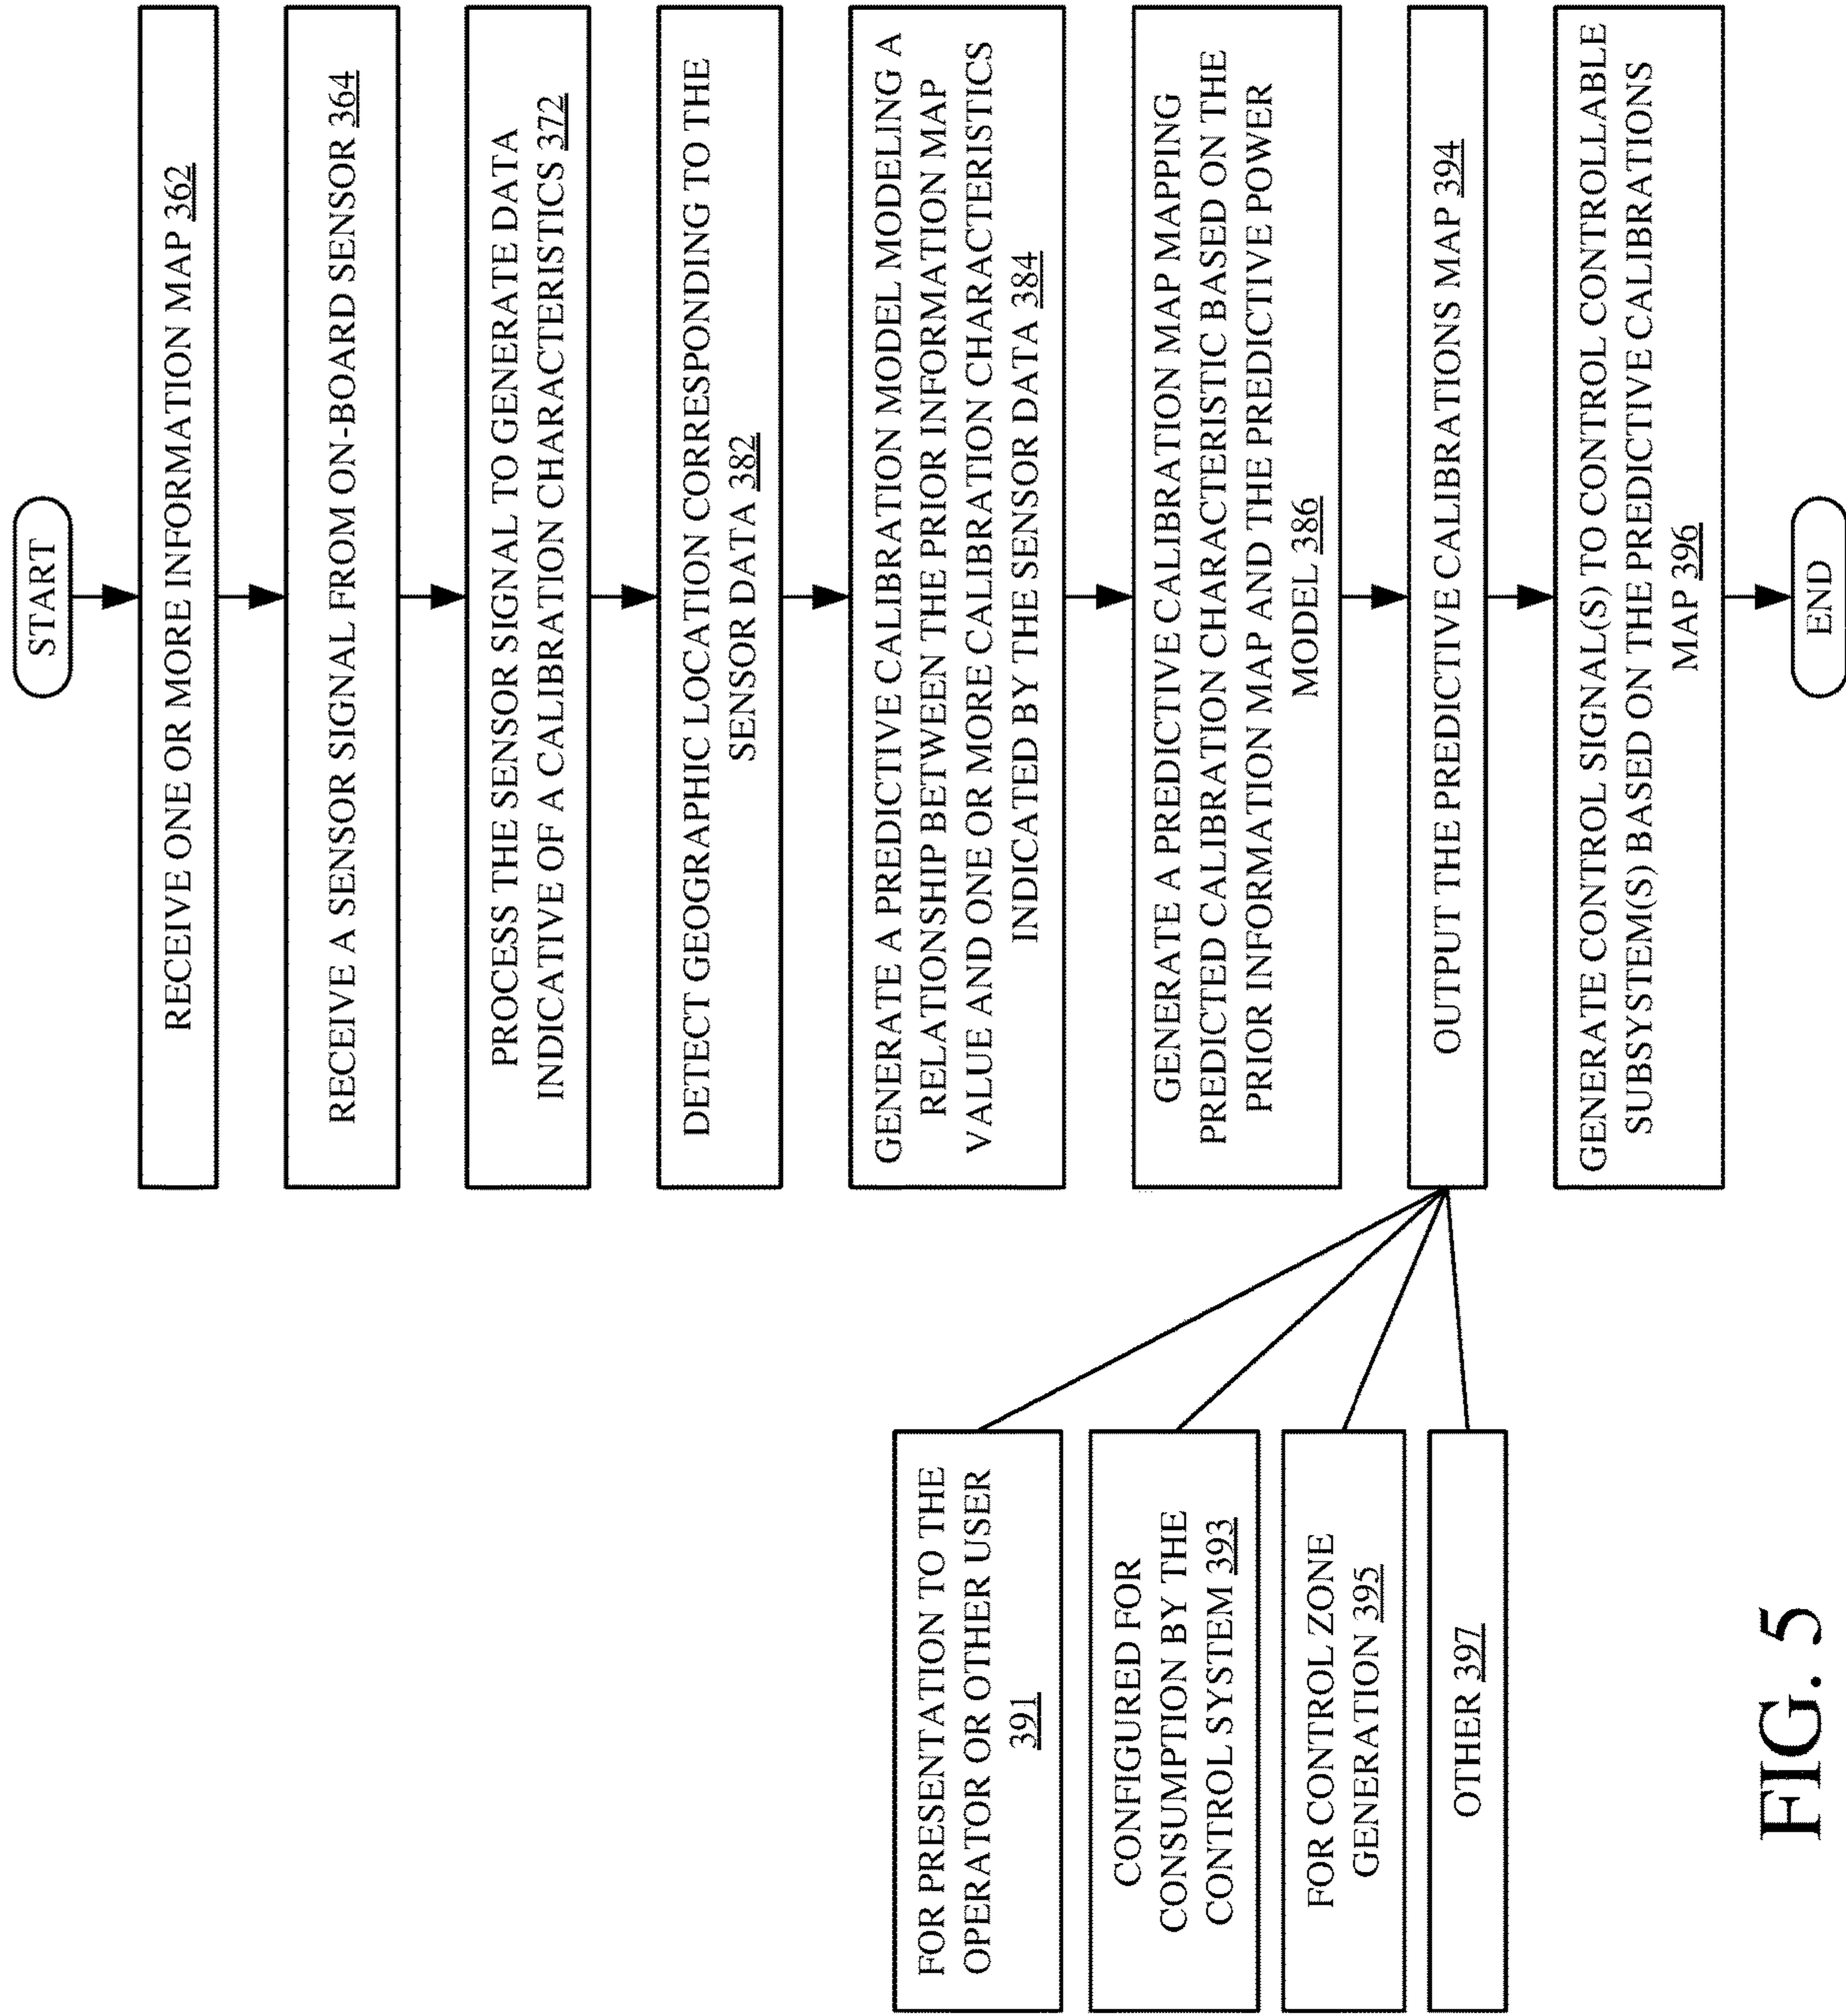 START
RECEIVE ONE OR MORE INFORMATION MAP 362
RECEIVE A SENSOR SIGNAL FROM ON-BOARD SENSOR 364
PROCESS THE SENSOR SIGNAL TO GENERATE DATA
INDICATIVE OF A CALIBRATION CHARACTERISTICS 372
DETECT GEOGRAPHIC LOCATION CORRESPONDING TO THE
SENSOR DATA 382
GENERATE A PREDICTIVE CALIBRATION MODEL MODELING A
RELATIONSHIP BETWEEN THE PRIOR INFORMATION MAP
VALUE AND ONE OR MORE CALIBRATION CHARACTERISTICS
INDICATED BY THE SENSOR DATA 384
GENERATE A PREDICTIVE CALIBRATION MAP MAPPING
PREDICTED CALIBRATION CHARACTERISTIC BASED ON THE
PRIOR INFORMATION MAP AND THE PREDICTIVE POWER
MODEL 386
OUTPUT THE PREDICTIVE CALIBRATIONS MAP 394
GENERATE CONTROL SIGNAL(S) TO CONTROL CONTROLLABLE
SUBSYSTEM(S) BASED ON THE PREDICTIVE CALIBRATIONS
MAP 396
END
FOR PRESENTATION TO THE
OPERATOR OR OTHER USER
391
CONFIGURED FOR
CONSUMPTION BY THE
CONTROL SYSTEM 393
FOR CONTROL ZONE
GENERATION 395
OTHER 397
FIG. 5